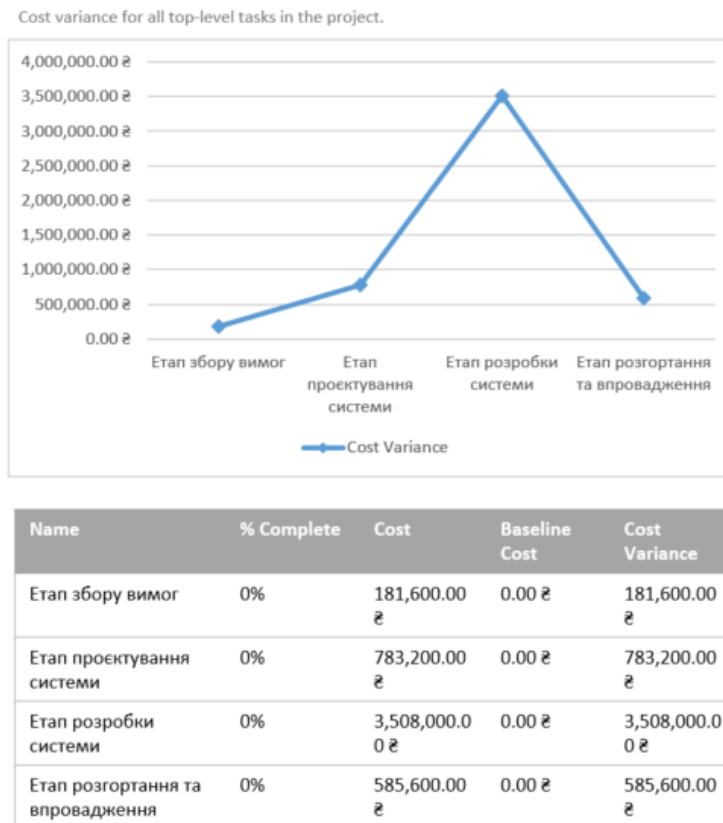 Cost variance for all top-level tasks in the project.
4,000,000.00 ₴
3,500,000.00 ₴
3,000,000.00 ₴
2,500,000.00 ₴
2,000,000.00 ₴
1,500,000.00 ₴
1,000,000.00 ₴
500,000.00 ₴
0.00 ₴
Етап збору вимог
Етап
проєктування
системи
Етап розробки
системи
Етап розгортання
та впровадження
Cost Variance
Name % Complete Cost Baseline Cost
Cost Variance
Етап збору вимог 0% 181,600.00 0.00 ₴ 181,600.00
₴ ₴
Етап проєктування 0% 783,200.00 0.00 ₴ 783,200.00
системи ₴ ₴
Етап розробки 0% 3,508,000.0 0.00 ₴ 3,508,000.0
системи 0 ₴ 0 ₴
Етап розгортання та 0% 585,600.00 0.00 ₴ 585,600.00
впровадження ₴ ₴